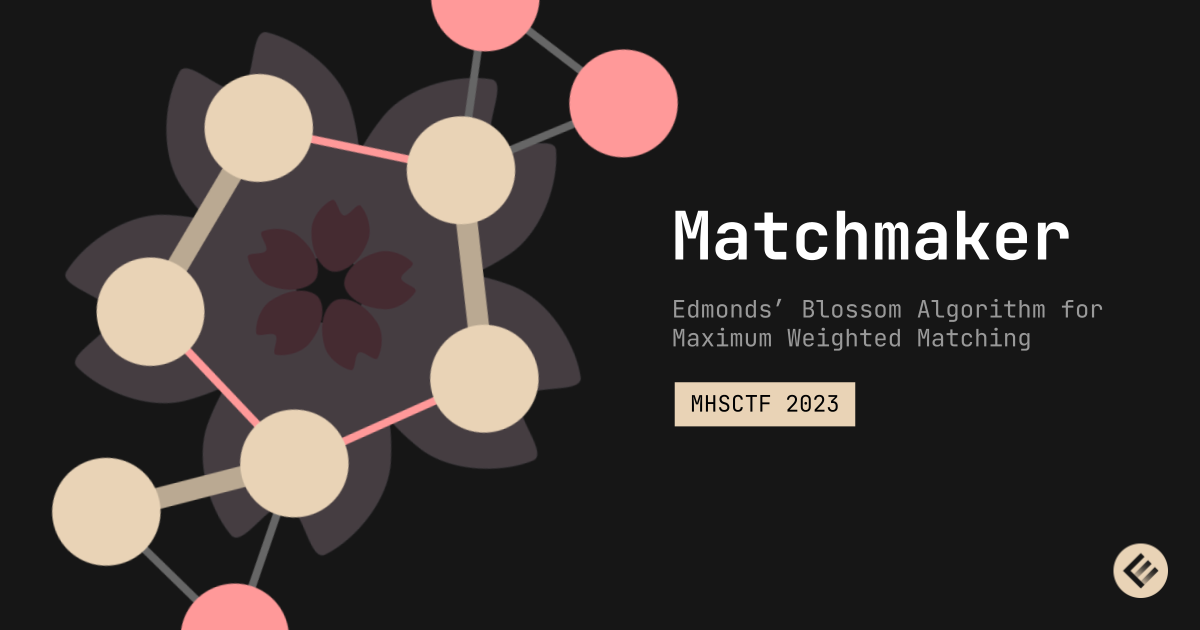 Matchmaker
Edmonds’ Blossom Algorithm for
Maximum Weighted Matching
MHSCTF 2023